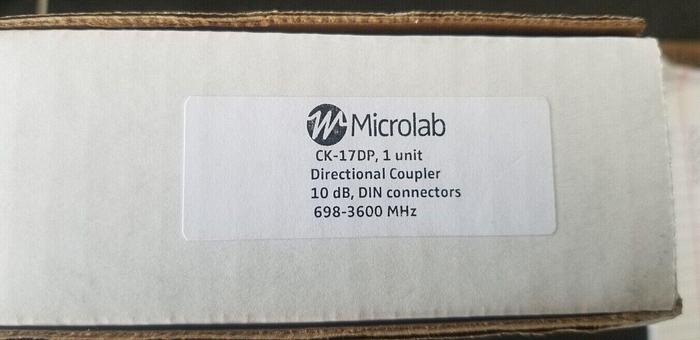 Microlab
CK-17DP, 1 unit
Directional Coupler
10 dB, DIN connectors
698-3600 MHz